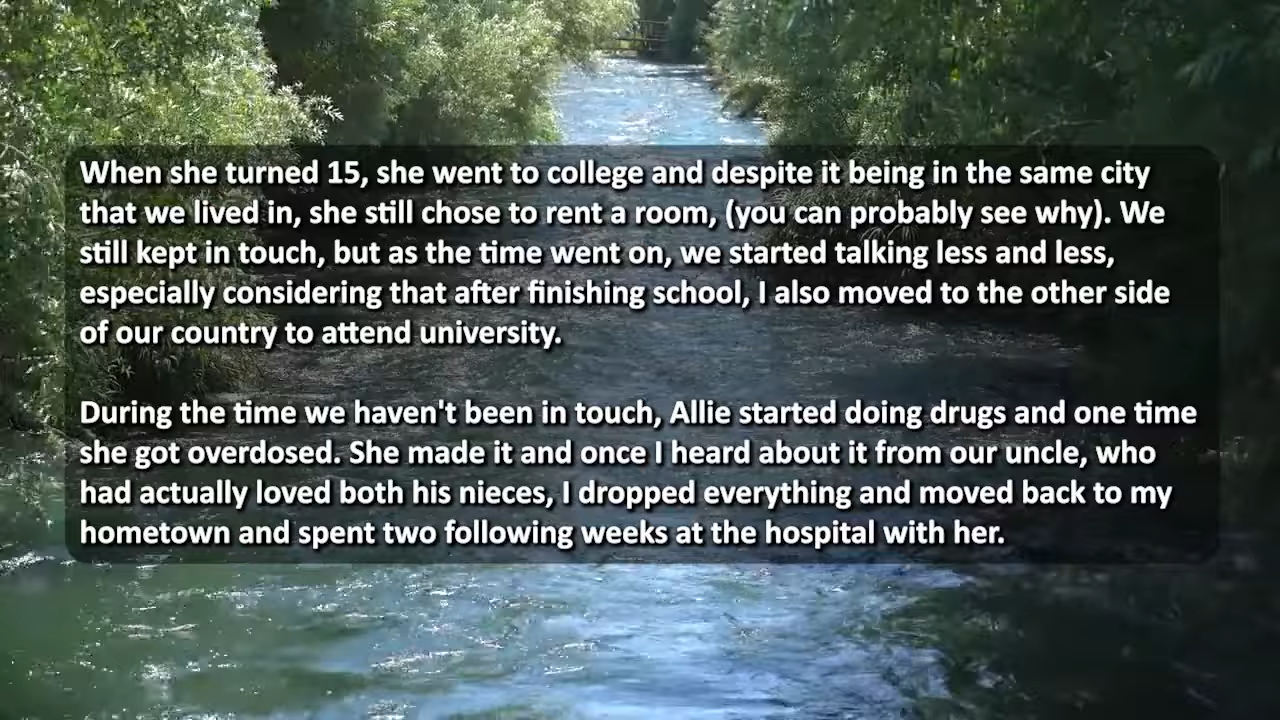 When she turned 15, she went to college and despite it being in the same city
that we lived in, she still chose to rent a room, (you can probably see why). We
still kept in touch, but as the time went on, we started talking less and less,
especially considering that after finishing school, I also moved to the other side
of our country to attend university.
During the time we haven't been in touch, Allie started doing drugs and one time
she got overdosed. She made it and once I heard about it from our uncle, who
had actually loved both his nieces, I dropped everything and moved back to my
hometown and spent two following weeks at the hospital with her.